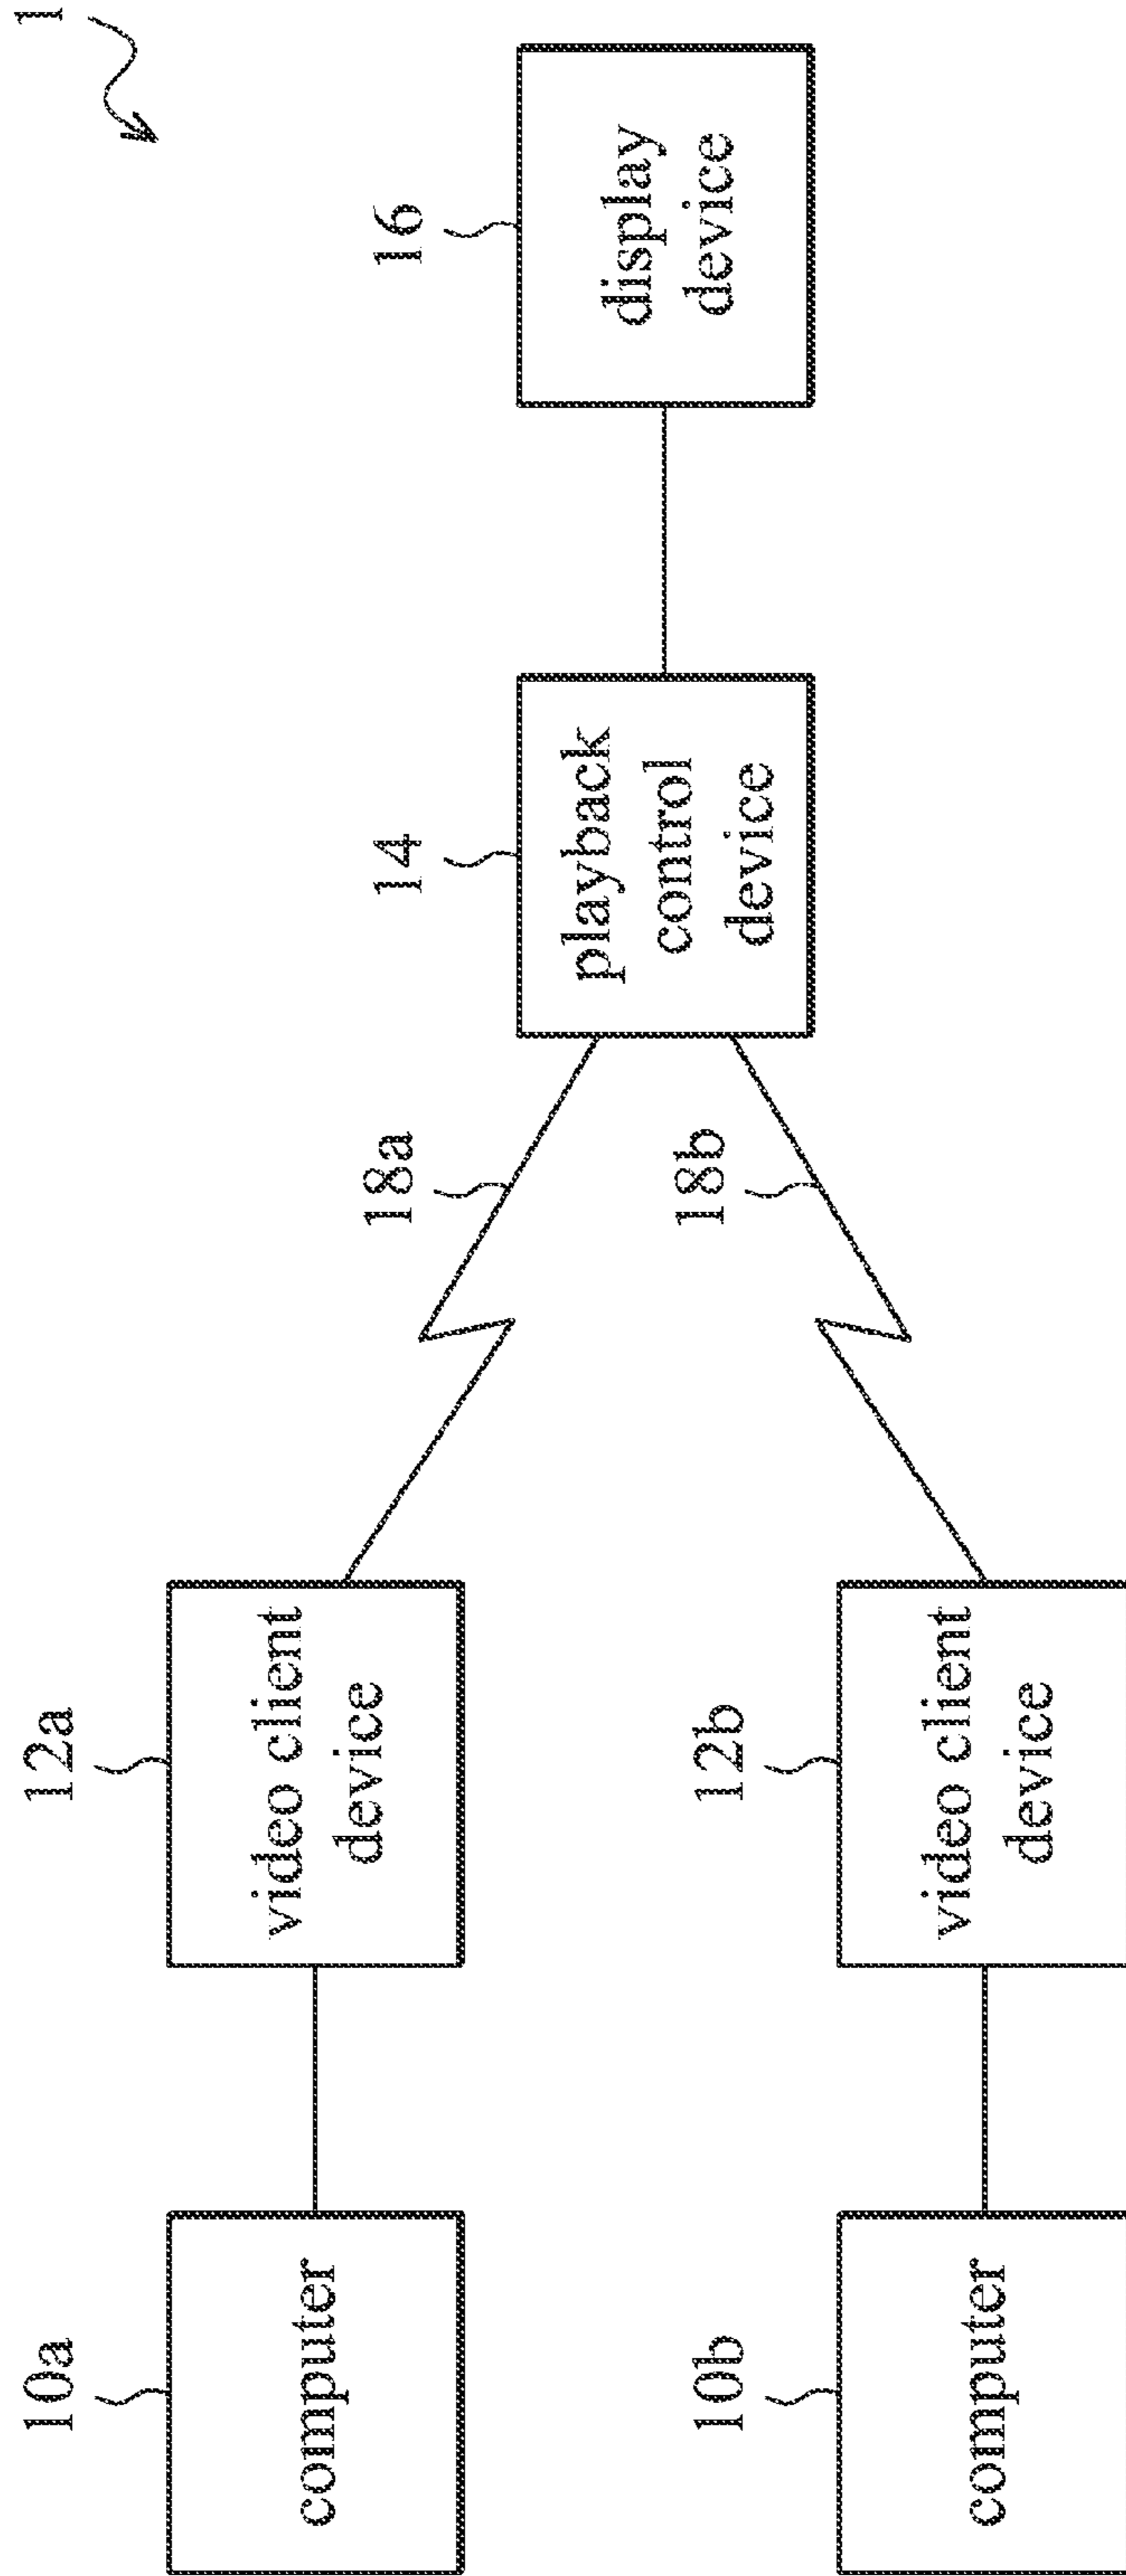 1
10a
computer
12a
video client
device
18a
14
playback
control
device
16
display
device
18b
10b
computer
12b
video client
device